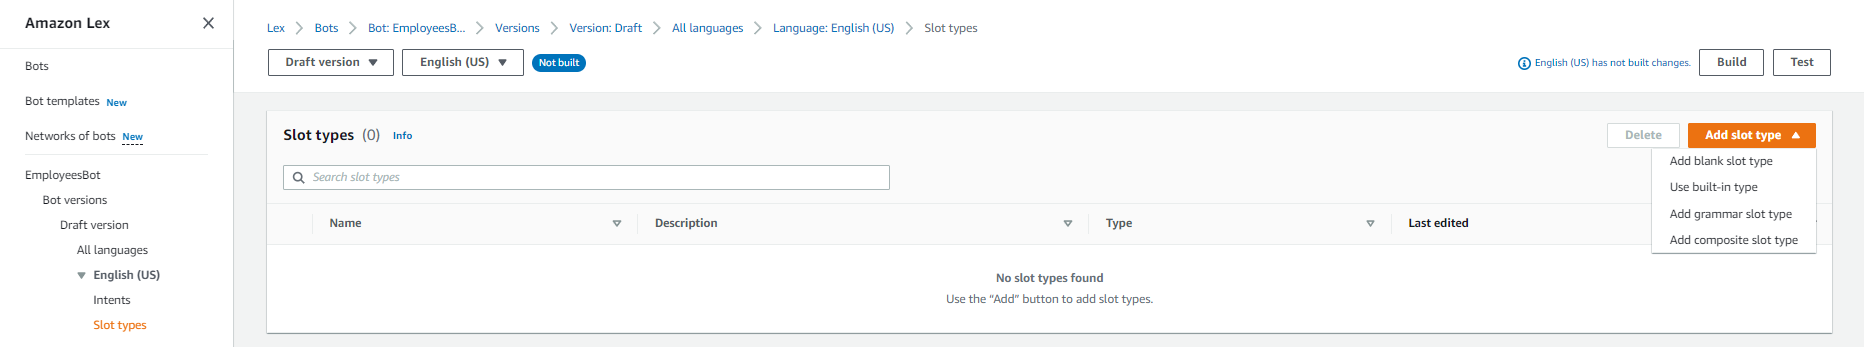 Amazon Lex
Bots
Bot templates New
Networks of bots New
EmployeesBot
Bot versions
Draft version
All languages
English (US)
Intents
Slot types
Lex > Bots > Bot: EmployeesB... > Versions > Version: Draft > All languages > Language: English (US) > Slot types
Draft version English (US) Not built
English (US) has not built changes. Build Test
Slot types (0) Info
Delete Add slot type
Add blank slot type
Use built-in type
Add grammar slot type
Add composite slot type
Search slot types
Name Description Type Last edited
No slot types found
Use the “Add” button to add slot types.